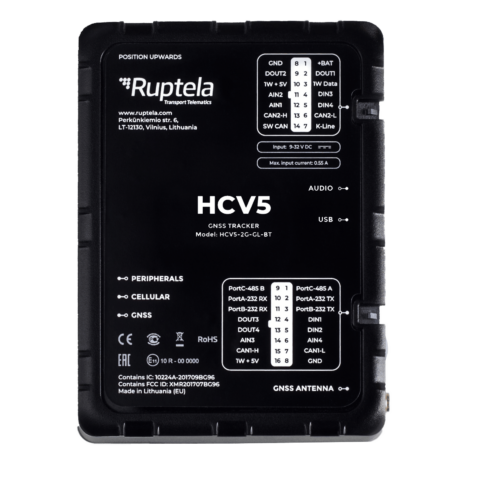 POSITION UPWARDS
Ruptela
Transport Telematics
www.ruptela.com
Perkūnkiemio str. 6,
LT-12130, Vilnius, Lithuania
GND 8 1 +BAT
DOUT2 9 2 DOUT1
1W + 5V 10 3 1W Data
AIN2 11 4 DIN3
AIN1 12 5 DIN4
CAN2-H 13 6 CAN2-L
SW CAN 14 7 K-Line
Input: 9-32 V DC
Max. input current: 0.55 A
AUDIO
USB
HCV5
GNSS TRACKER
Model: HCV5-2G-GL-BT
PERIPHERALS
CELLULAR
GNSS
CE
RoHS
EAC
E 10 R - 00 0000
Contains IC: 10224A-201709BG96
Contains FCC ID: XMR201707BG96
Made in Lithuania (EU)
PortC-485 B 9 1 PortC-485 A
PortA-232 RX 10 2 PortA-232 TX
PortB-232 RX 11 3 PortB-232 TX
DOUT3 12 4 DIN1
DOUT4 13 5 DIN2
AIN3 14 6 AIN4
CAN1-H 15 7 CAN1-L
1W + 5V 16 8 GND
GNSS ANTENNA